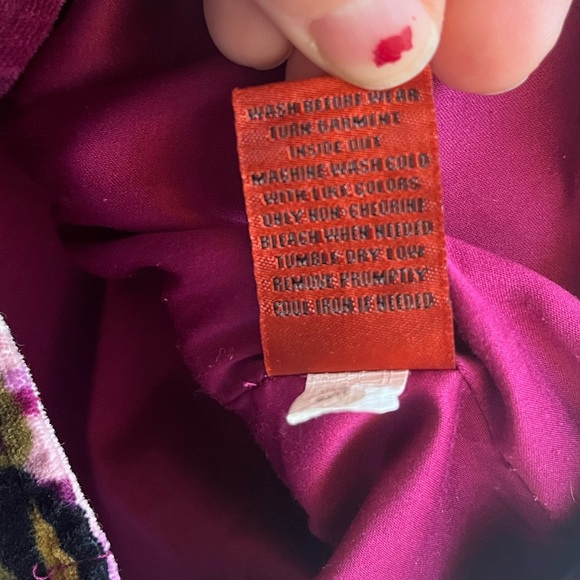 WASH BEFORE WEAR
TURN GARMENT
INSIDE OUT
MACHINE WASH COLD
WITH LIKE COLORS
ONLY NON-CHLORINE
BLEACH WHEN NEEDED
TUMBLE DRY LOW
REMOVE PROMPTLY
COOL IRON IF NEEDED